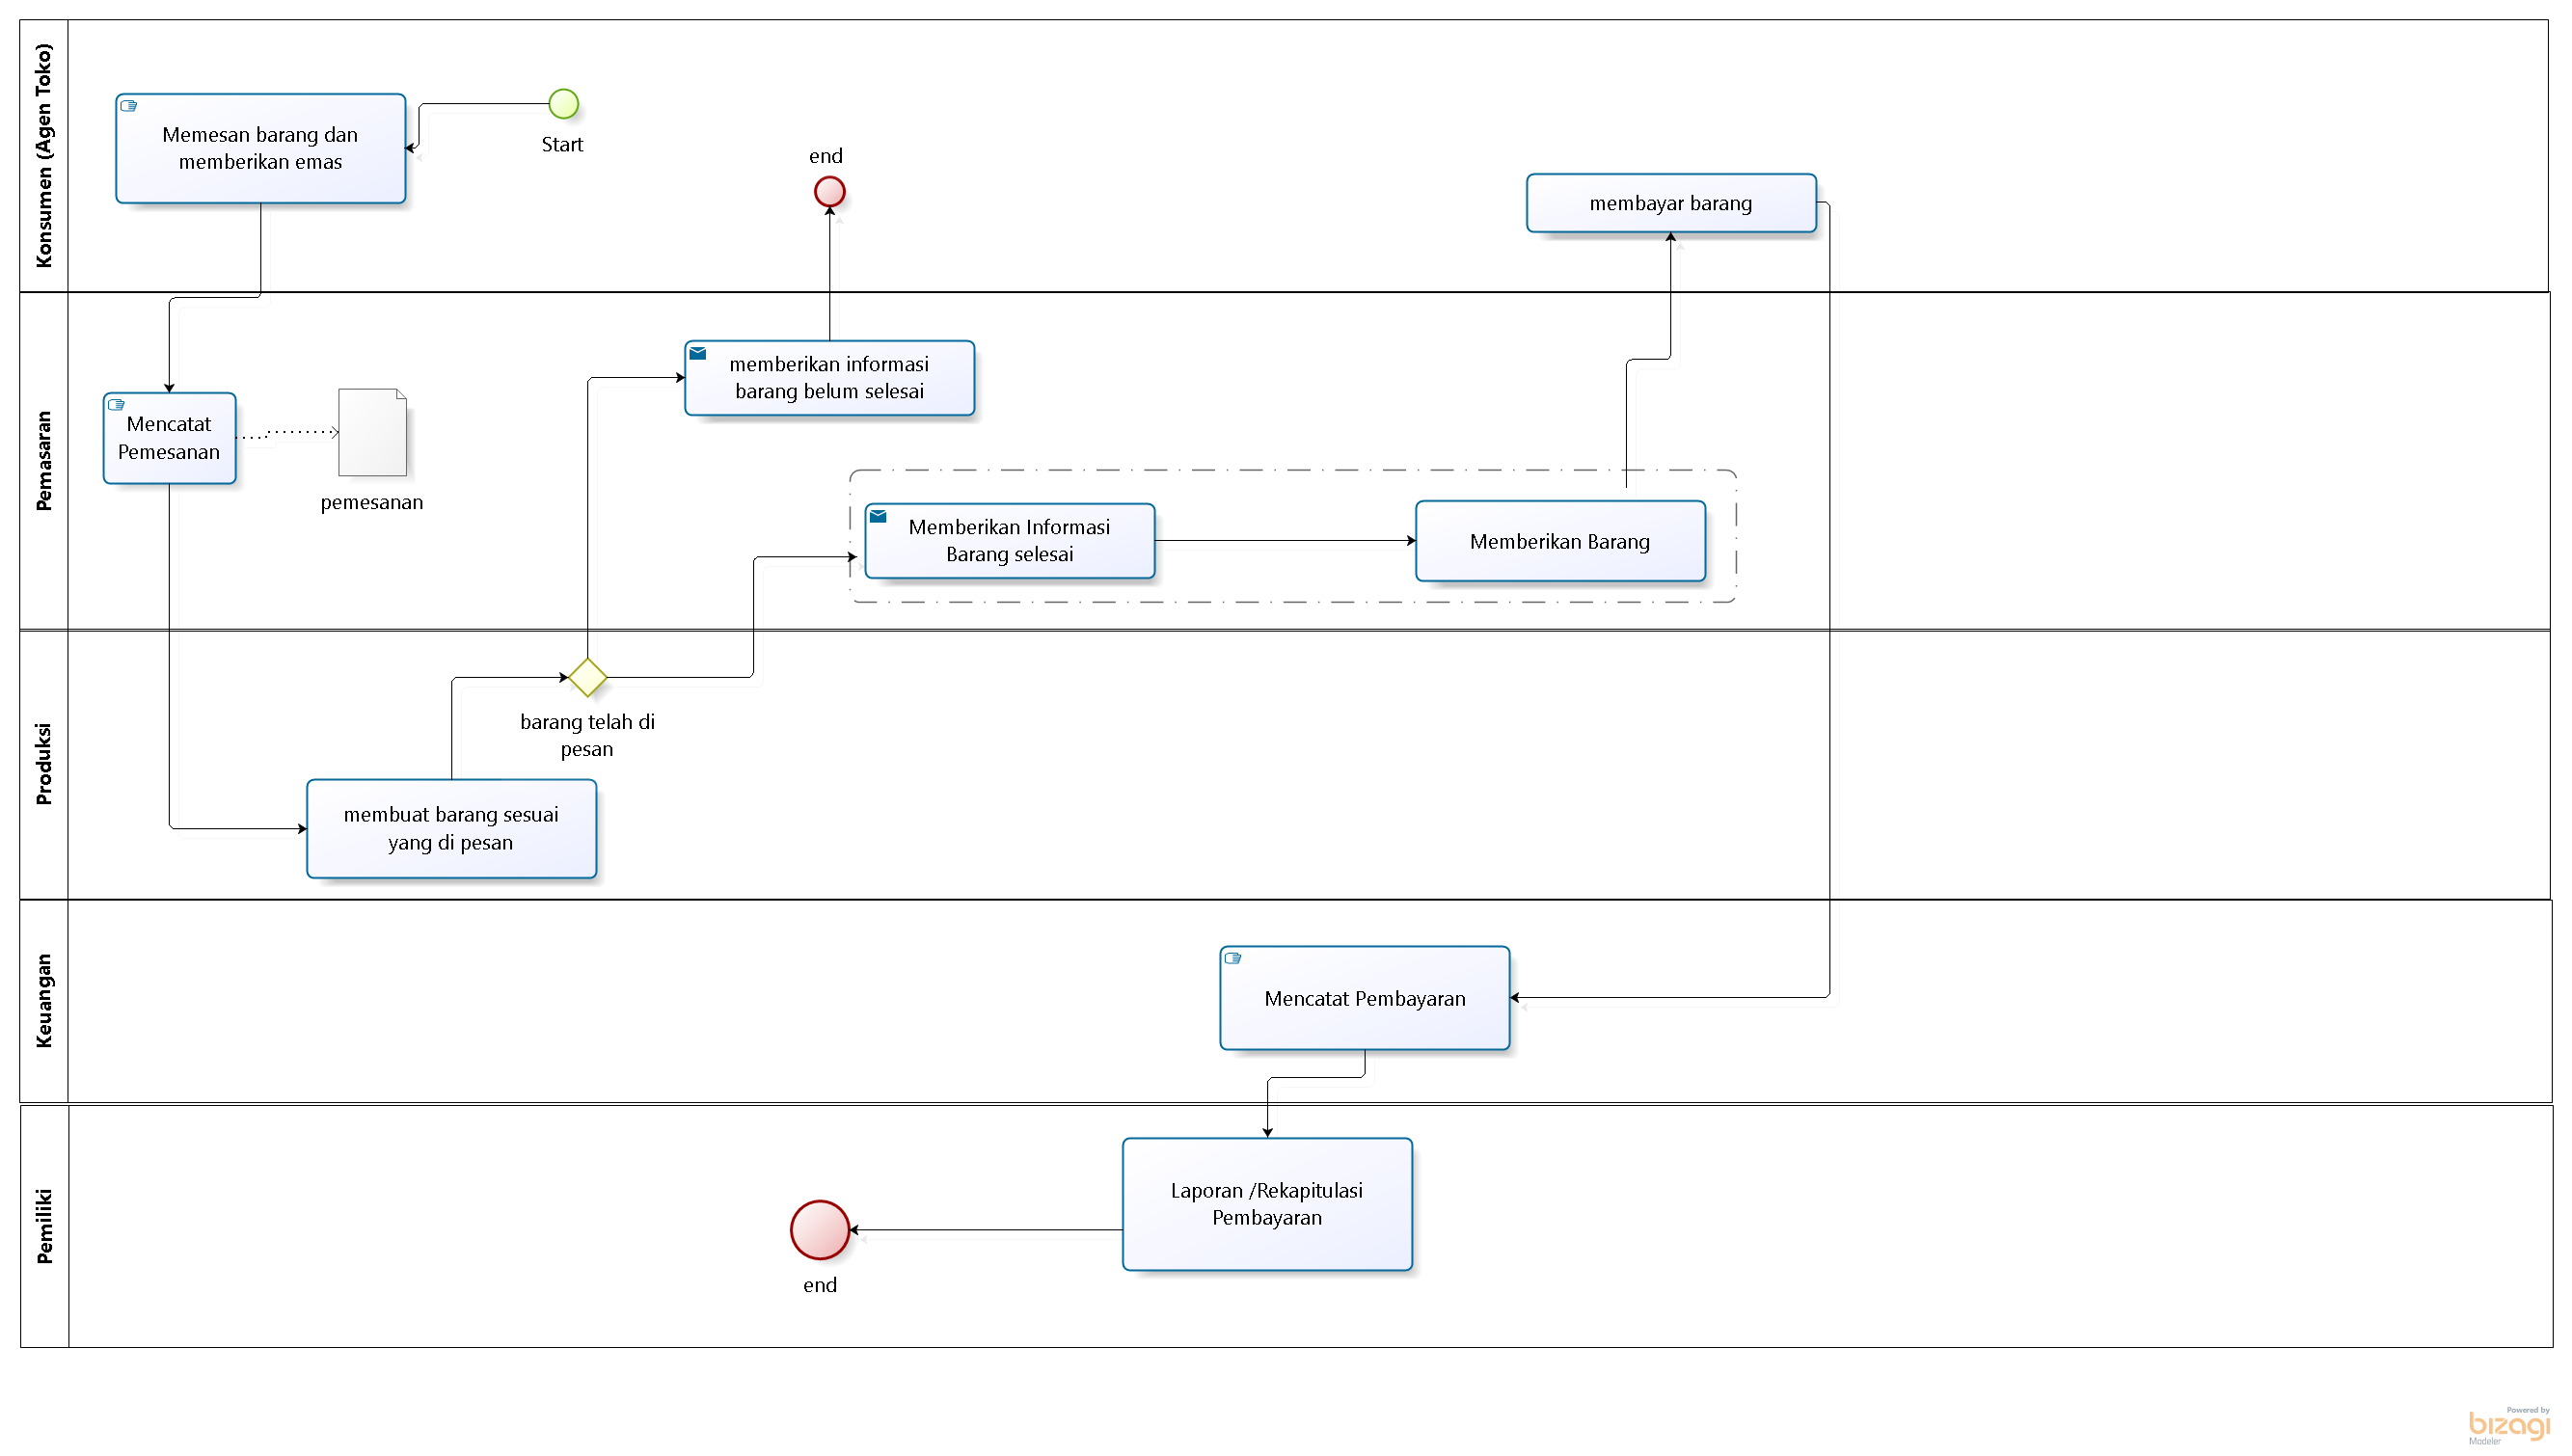 Konsumen (Agen Toko)
Memesan barang dan
memberikan emas
Start
end
membayar barang
Pemasaran
Mencatat
Pemesanan
pemesanan
memberikan informasi
barang belum selesai
Memberikan Informasi
Barang selesai
Memberikan Barang
Produksi
barang telah di
pesan
membuat barang sesuai
yang di pesan
Keuangan
Mencatat Pembayaran
Pemiliki
Laporan /Rekapitulasi
Pembayaran
end
Powered by
bizagi
Modeler